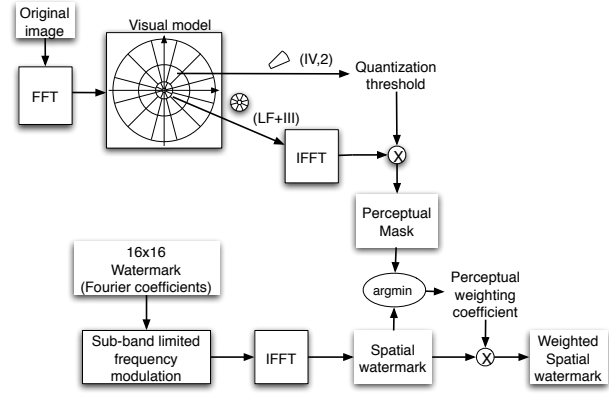 Original
image
Visual model
FFT
(IV,2)
Quantization
threshold
(LF+III)
IFFT
X
Perceptual
Mask
16x16
Watermark
(Fourier coefficients)
argmin
Perceptual
weighting
coefficient
Sub-band limited
frequency
modulation
IFFT
Spatial
watermark
X
Weighted
Spatial
watermark